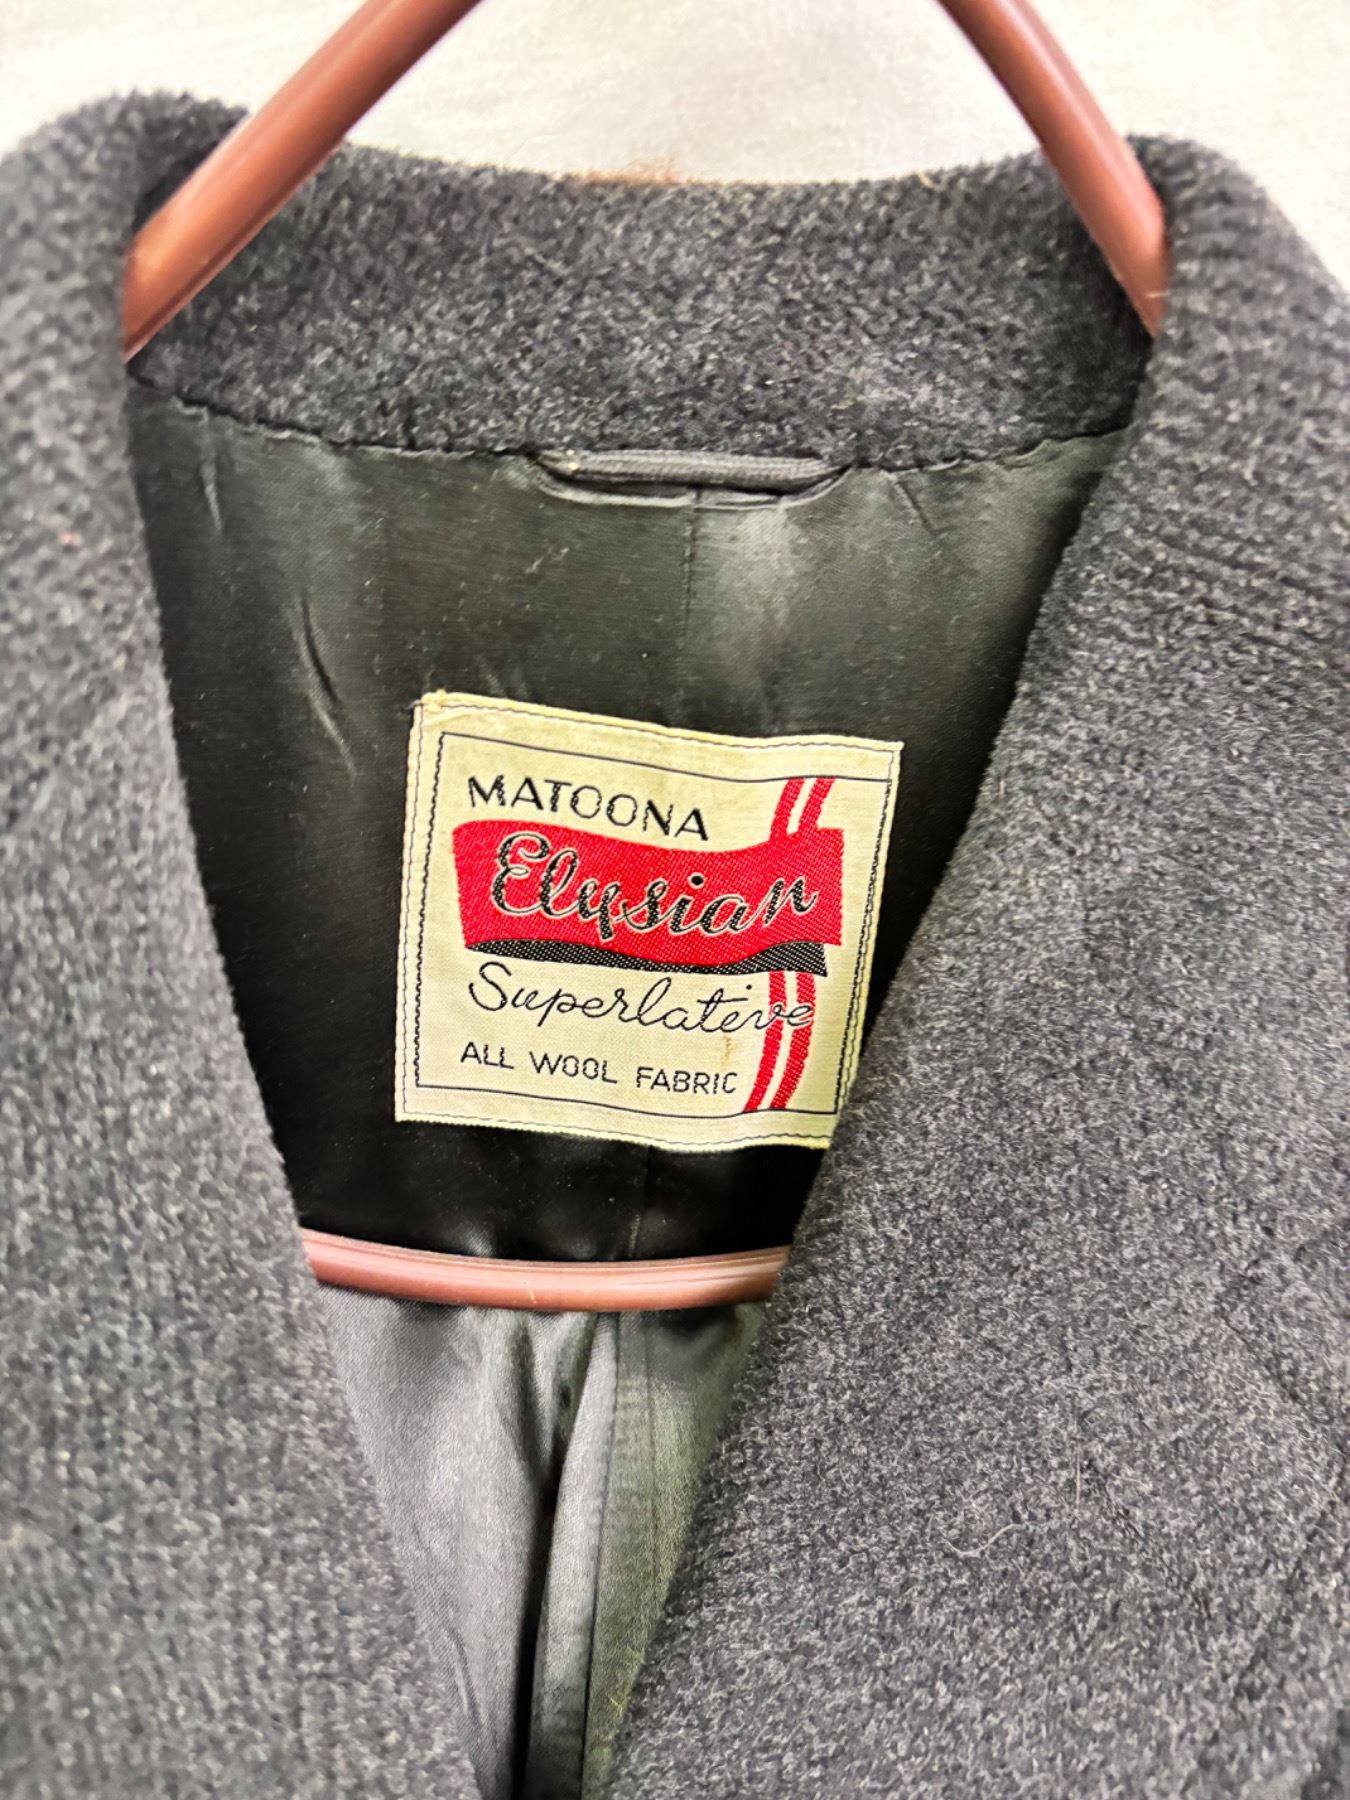 MATOONA
Elysian
Superlative
ALL WOOL FABRIC